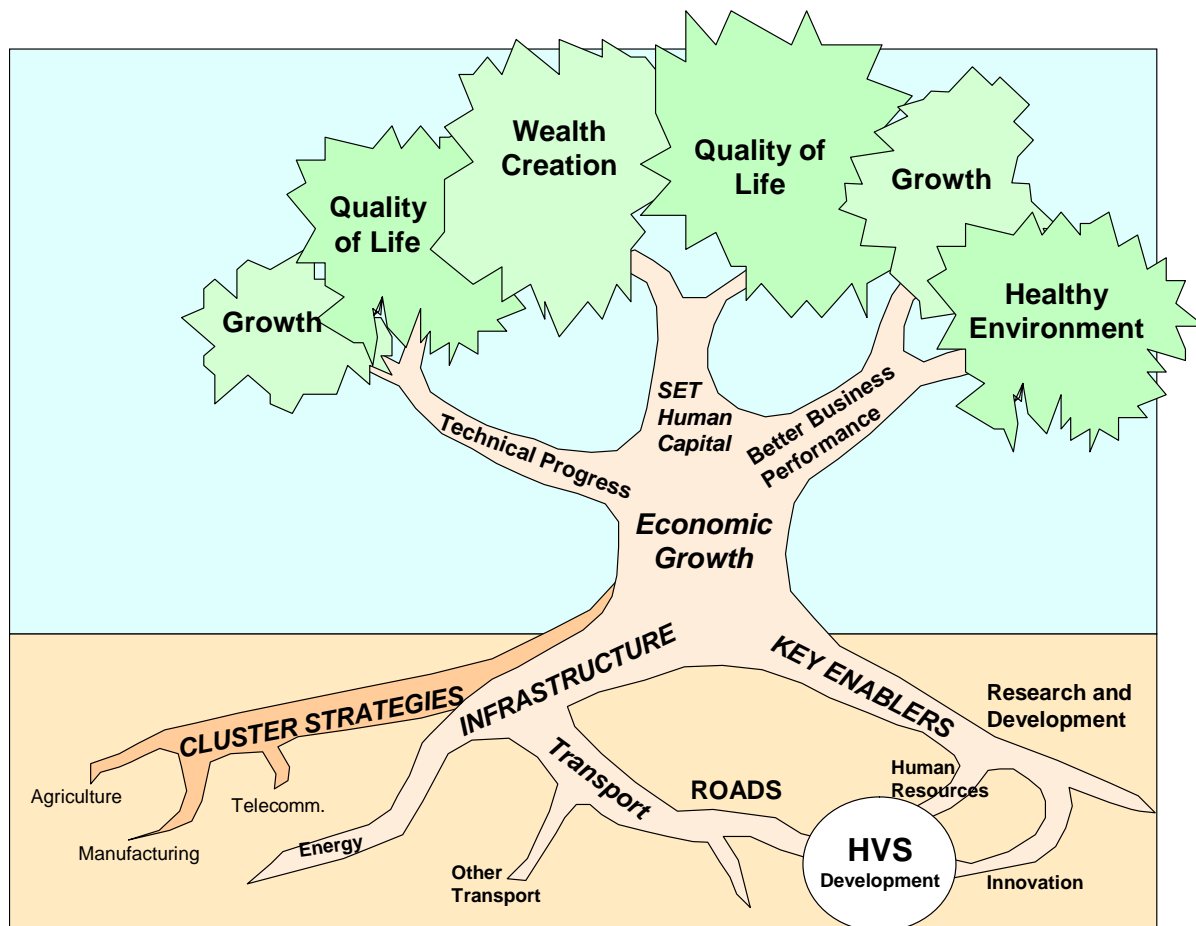 Wealth
Creation
Quality of
Life
Growth
Quality
of Life
Healthy
Environment
Growth
SET
Human
Capital
Better Business
Performance
Technical Progress
Economic
Growth
INFRASTRUCTURE
KEY ENABLERS
CLUSTER STRATEGIES
Research and
Development
Transport
Human
Resources
ROADS
Agriculture
Telecomm.
Manufacturing
Energy
Other
Transport
HVS
Development
Innovation